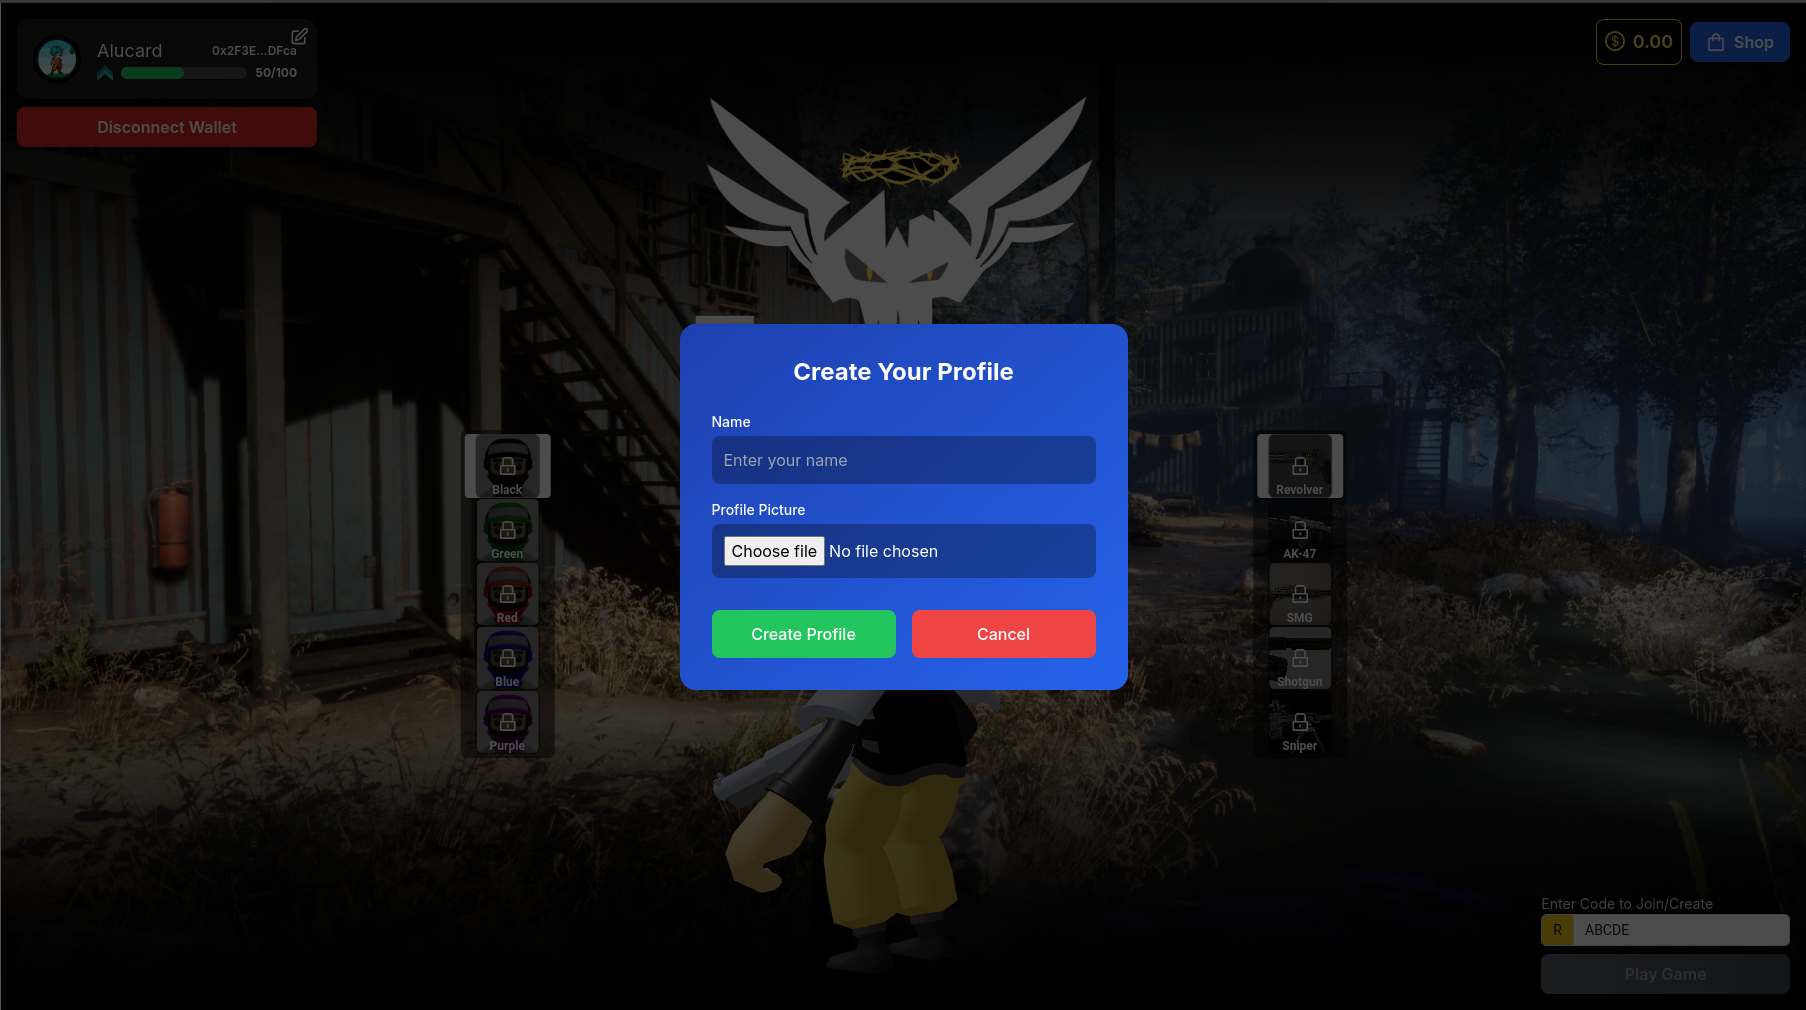 Alucard
0x2F3E...DFca
50/100
Disconnect Wallet
$ 0.00
Shop
Create Your Profile
Name
Enter your name
Profile Picture
Choose file No file chosen
Create Profile
Cancel
Black
Green
Red
Blue
Purple
Revolver
AK-47
SMG
Shotgun
Sniper
Enter Code to Join/Create
R ABCDE
Play Game